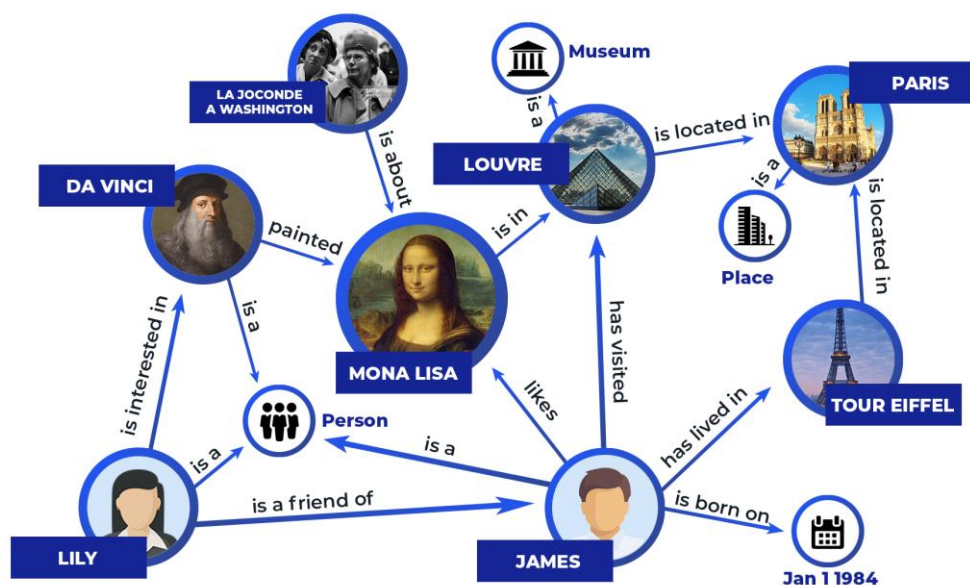 LA JOCONDE
A WASHINGTON
Museum
PARIS
is a
is located in
LOUVRE
DA VINCI
is about
is a
is located in
painted
is in
Place
is a
is interested in
has visited
MONA LISA
TOUR EIFFEL
likes
Person
has lived in
is a
is a
is a friend of
is born on
LILY
JAMES
Jan 1 1984